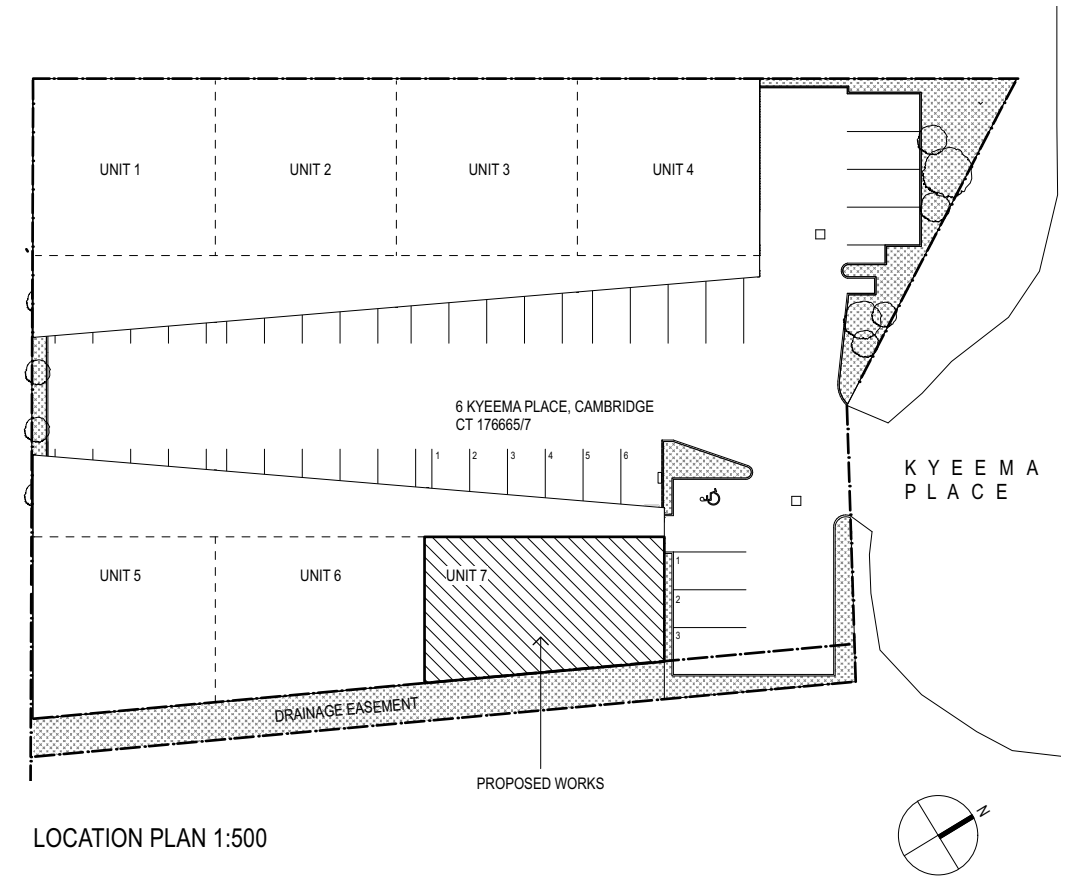 UNIT 1
UNIT 2
UNIT 3
UNIT 4
6 KYEEMA PLACE, CAMBRIDGE
CT 176665/7
1
2
3
4
5
6
KYEEMA
PLACE
UNIT 5
UNIT 6
UNIT 7
1
2
3
DRAINAGE EASEMENT
PROPOSED WORKS
LOCATION PLAN 1:500
N